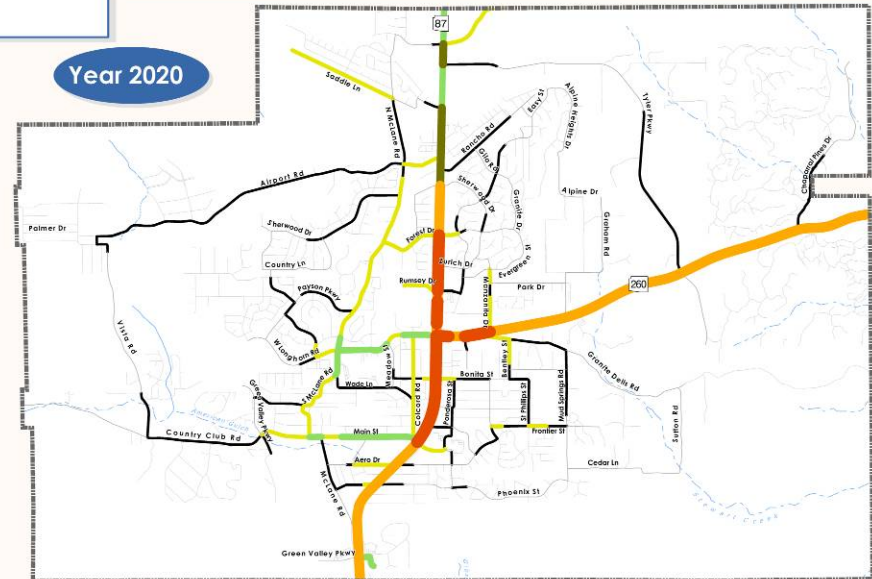 87
Year 2020
Saddle Ln
N McLane Rd
Rancho Rd
Easy St
Alpine Heights Dr
Tyler Pkwy
Gila Rd
Chaparral Pines Dr
Airport Rd
Sherwood Dr
Granite Dr
Alpine Dr
Palmer Dr
Sherwood Dr
Forest Dr
Graham Rd
Country Ln
Zurich Dr
Evergreen St
Rumsey Dr
Manzanita Dr
Park Dr
260
Payson Pkwy
Vista Rd
W Longhorn Rd
Meadow St
Bentley St
Granite Dells Rd
S McLane Rd
Wade Ln
Colcord Rd
Bonita St
Ponderosa St
St Phillips St
Mud Springs Rd
Green Valley Pkwy
American Gulch
Sutton Rd
Country Club Rd
Main St
Frontier St
Aero Dr
Cedar Ln
McLane Rd
Phoenix St
Stewart Creek
Green Valley Pkwy